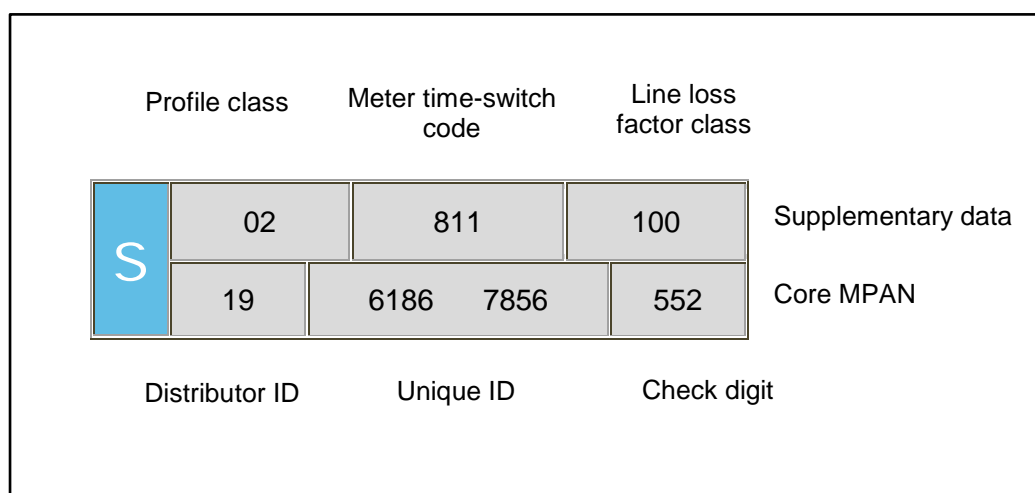 Profile class
Meter time-switch
code
Line loss
factor class
S
02
811
100
Supplementary data
19
6186 7856
552
Core MPAN
Distributor ID
Unique ID
Check digit